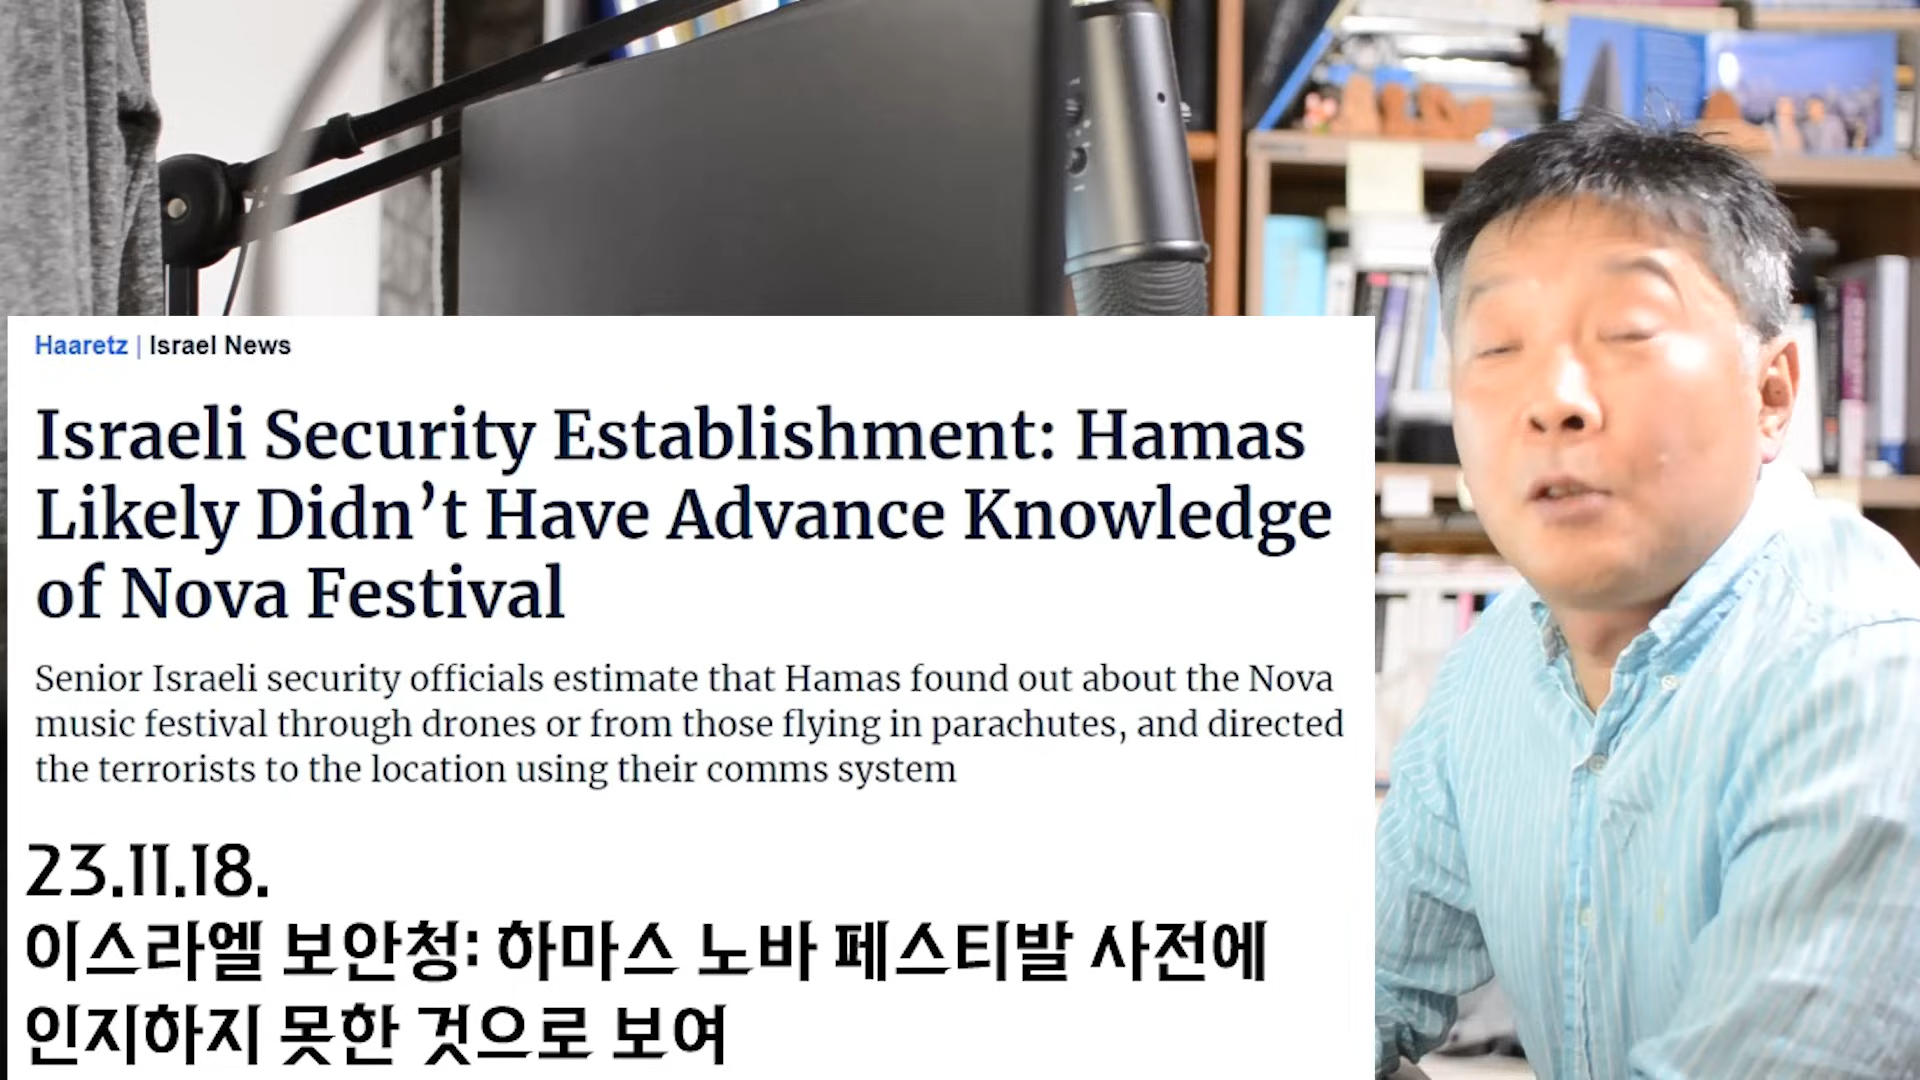 Haaretz | Israel News
Israeli Security Establishment: Hamas
Likely Didn’t Have Advance Knowledge
of Nova Festival
Senior Israeli security officials estimate that Hamas found out about the Nova
music festival through drones or from those flying in parachutes, and directed
the terrorists to the location using their comms system
23.11.18.
이스라엘 보안청: 하마스 노바 페스티발 사전에
인지하지 못한 것으로 보여